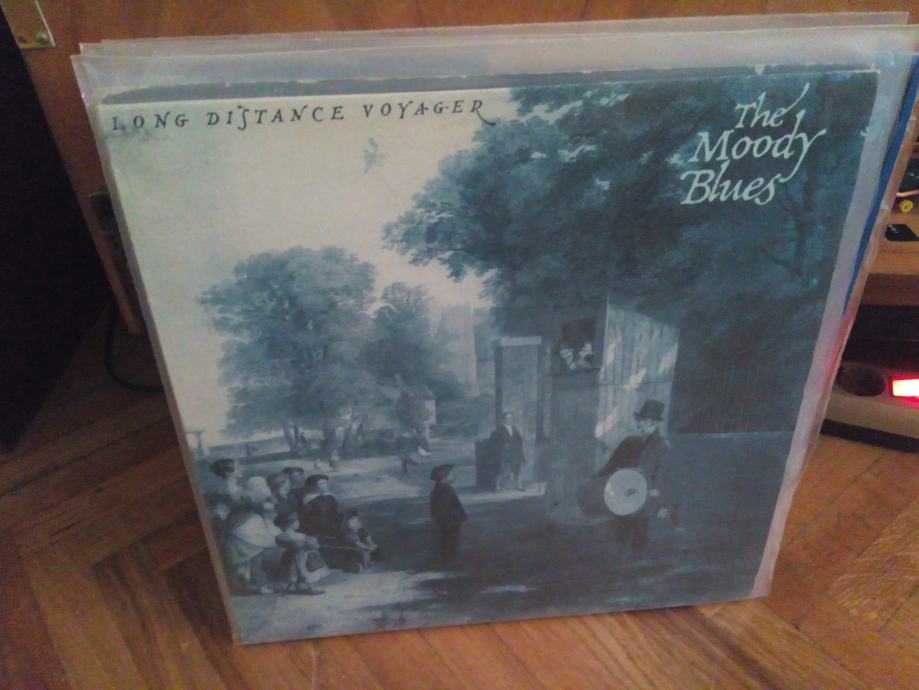 LONG DISTANCE VOYAGER
The
Moody
Blues